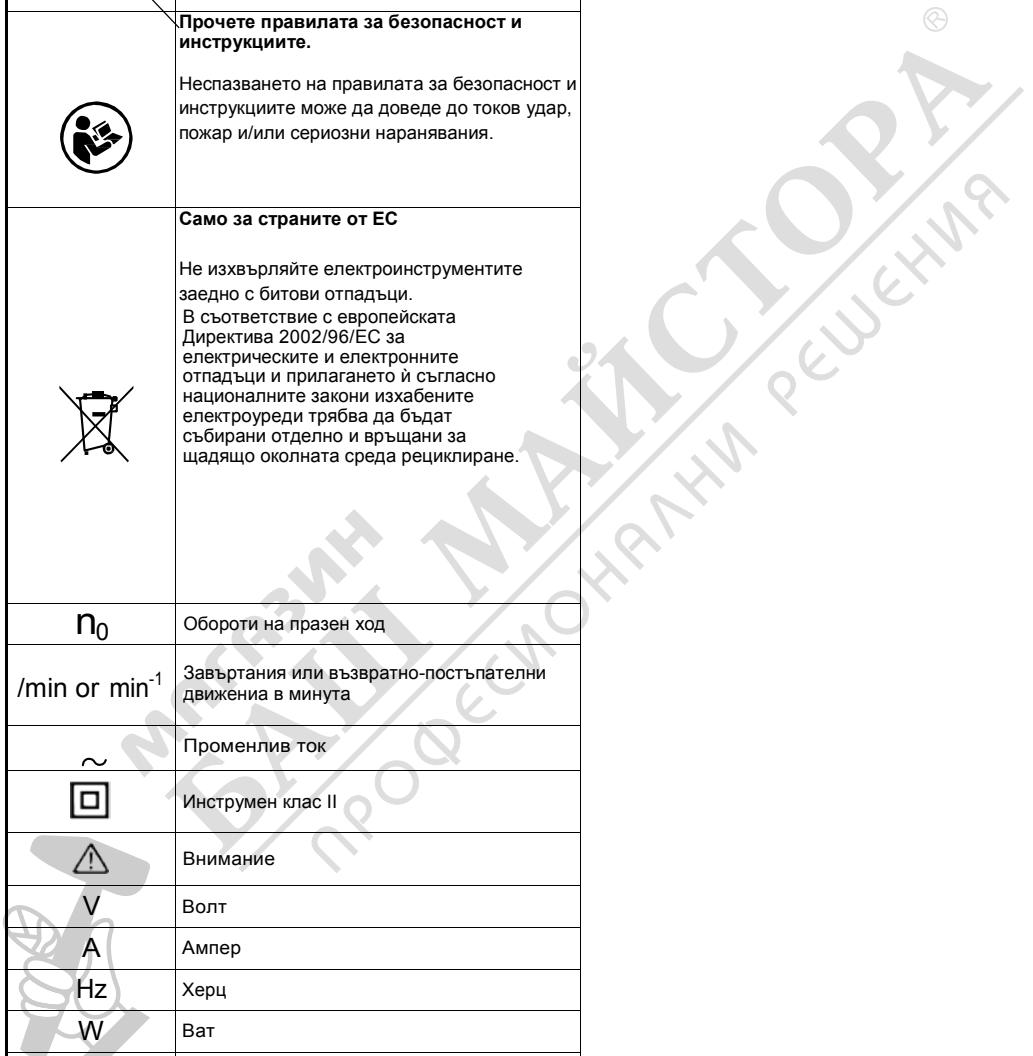 Прочете правилата за безопасност и
инструкциите.
Неспазването на правилата за безопасност и
инструкциите може да доведе до токов удар,
пожар и/или сериозни наранявания.
Само за страните от ЕС
Не изхвърляйте електроинструментите
заедно с битови отпадъци.
В съответствие с европейската
Директива 2002/96/ЕС за
електрическите и електронните
отпадъци и прилагането ѝ съгласно
националните закони изхабените
електроуреди трябва да бъдат
събирани отделно и връщани за
щадящо околната среда рециклиране.
n₀ Обороти на празен ход
/min or min⁻¹ Завъртания или възвратно-постъпателни
движениа в минута
~ Променлив ток
Инструмен клас II
Внимание
V Волт
A Ампер
Hz Херц
W Ват
магазин
БАШ МАЙСТОРА ®
професионални решения